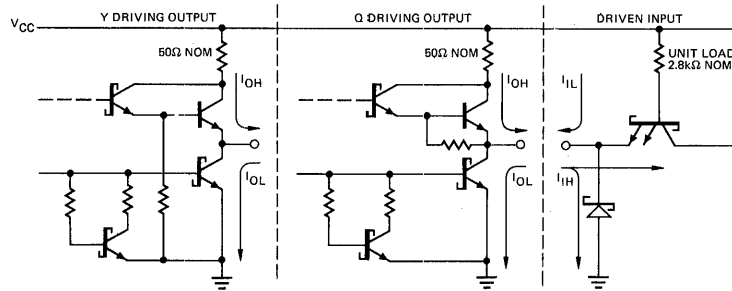 Y DRIVING OUTPUT
Q DRIVING OUTPUT
DRIVEN INPUT
VCC
50Ω NOM
50Ω NOM
UNIT LOAD
2.8kΩ NOM
IOH
IOH
IIL
IOL
IOL
IIH